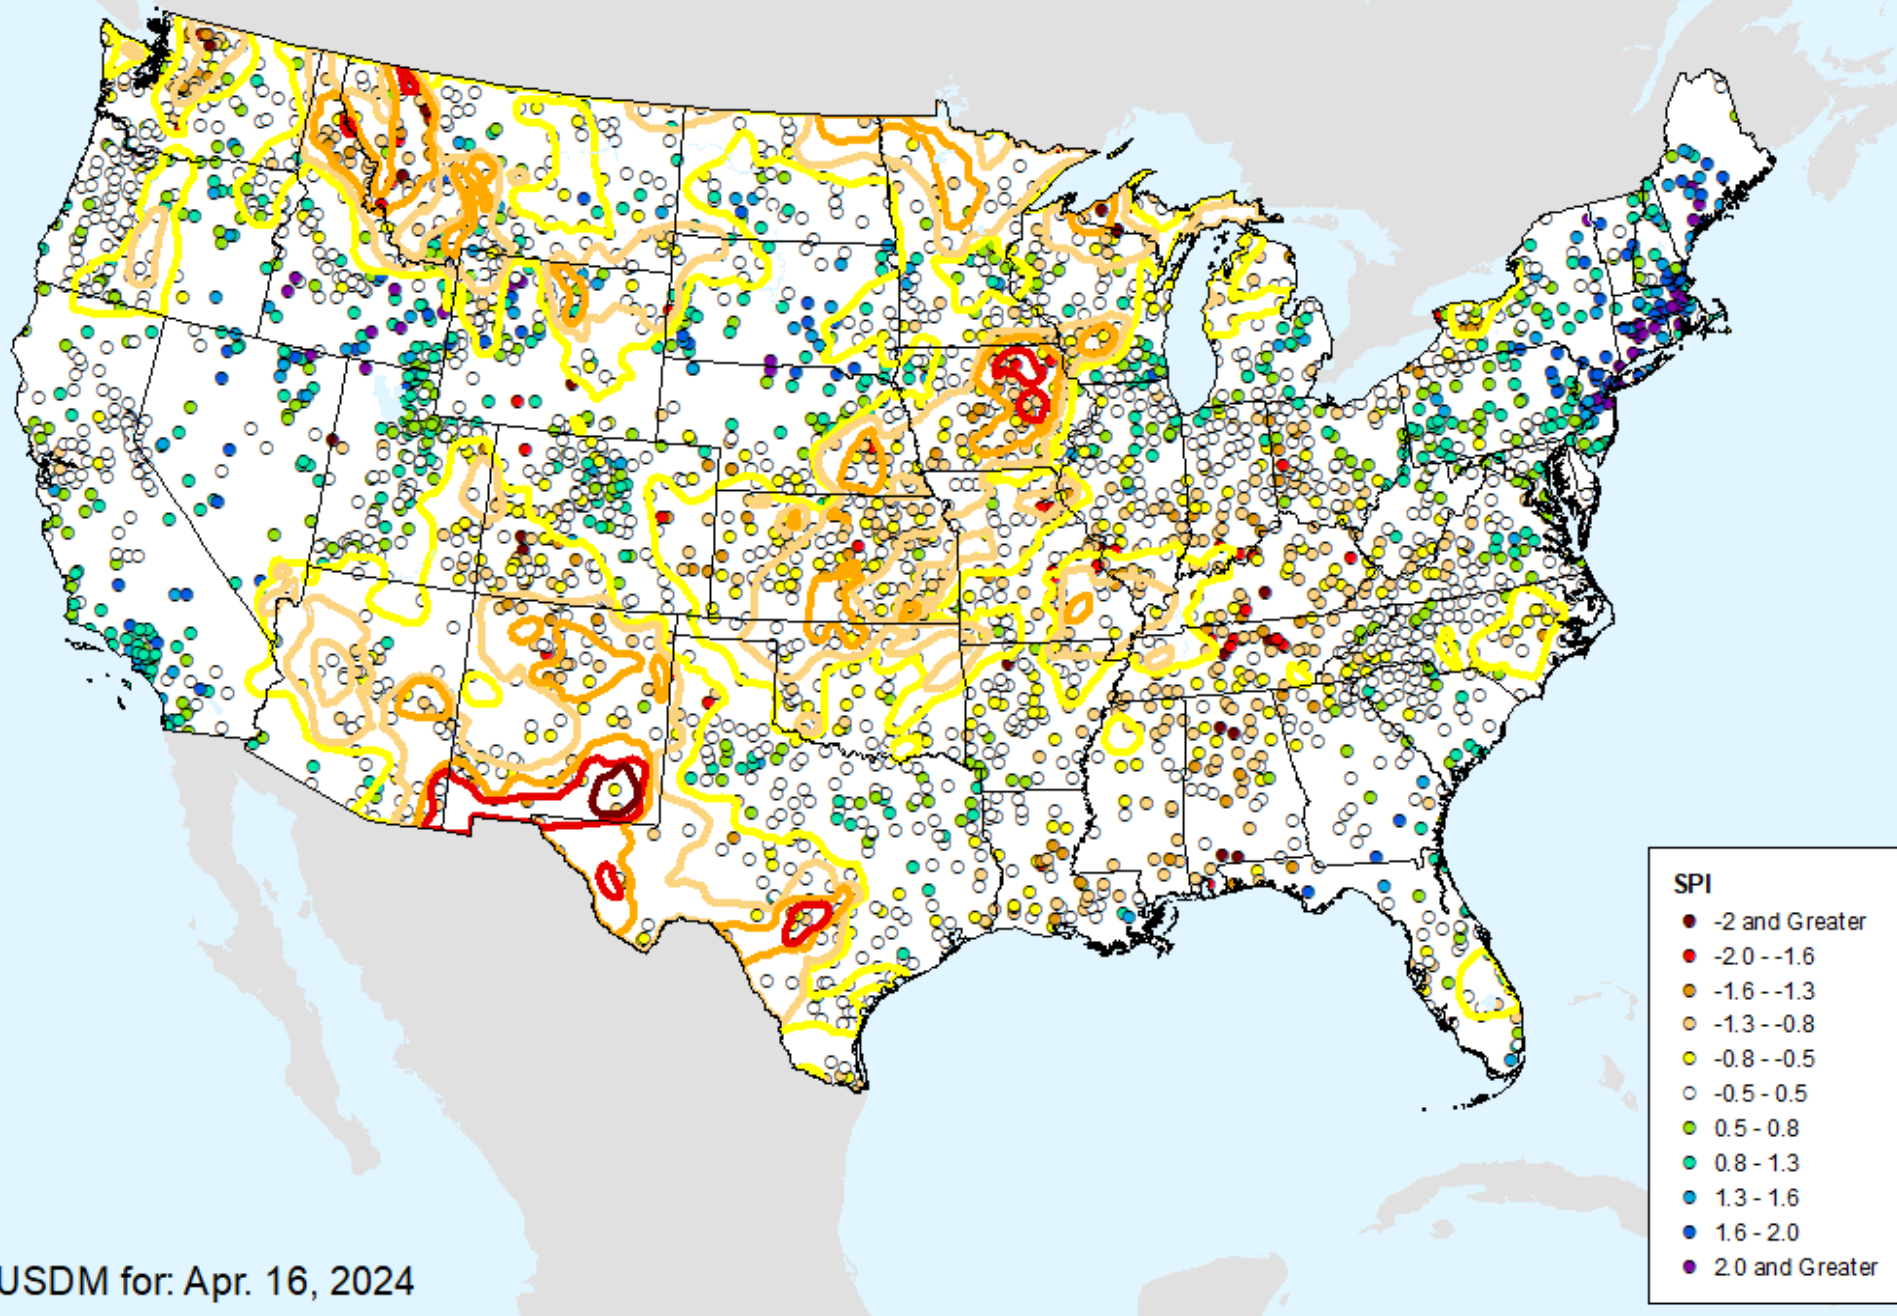 SPI
-2 and Greater
-2.0 - -1.6
-1.6 - -1.3
-1.3 - -0.8
-0.8 - -0.5
-0.5 - 0.5
0.5 - 0.8
0.8 - 1.3
1.3 - 1.6
1.6 - 2.0
2.0 and Greater
USDM for: Apr. 16, 2024